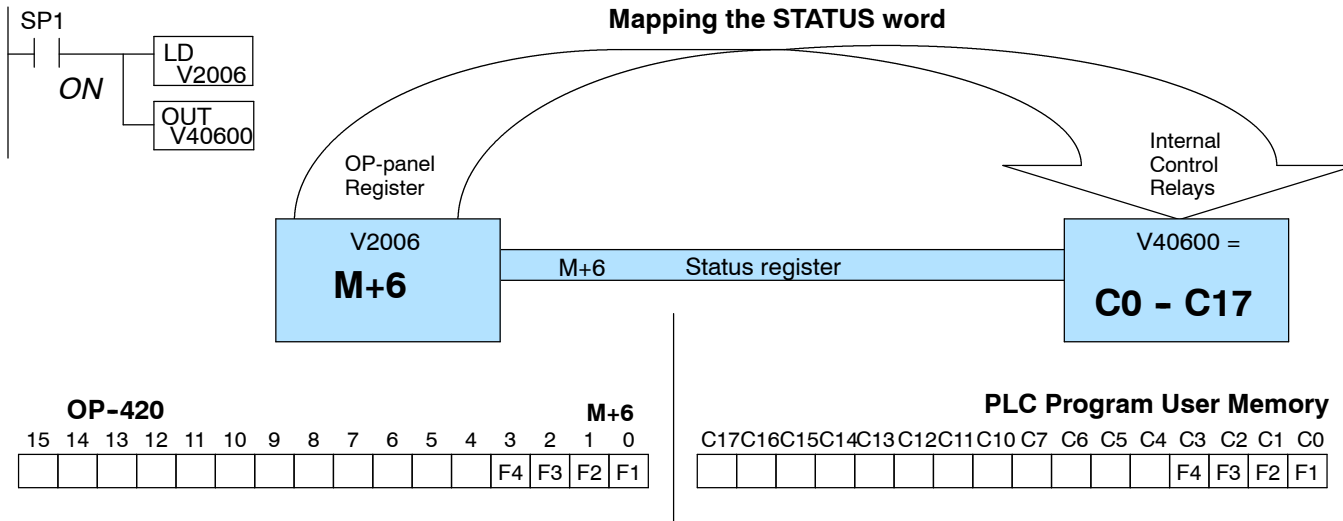 Mapping the STATUS word
SP1
ON
LD
V2006
OUT
V40600
OP-panel
Register
Internal
Control
Relays
V2006
M+6
M+6 Status register
V40600 =
C0 - C17
OP-420 M+6
15 14 13 12 11 10 9 8 7 6 5 4 3 2 1 0
F4 F3 F2 F1
PLC Program User Memory
C17 C16 C15 C14 C13 C12 C11 C10 C7 C6 C5 C4 C3 C2 C1 C0
F4 F3 F2 F1